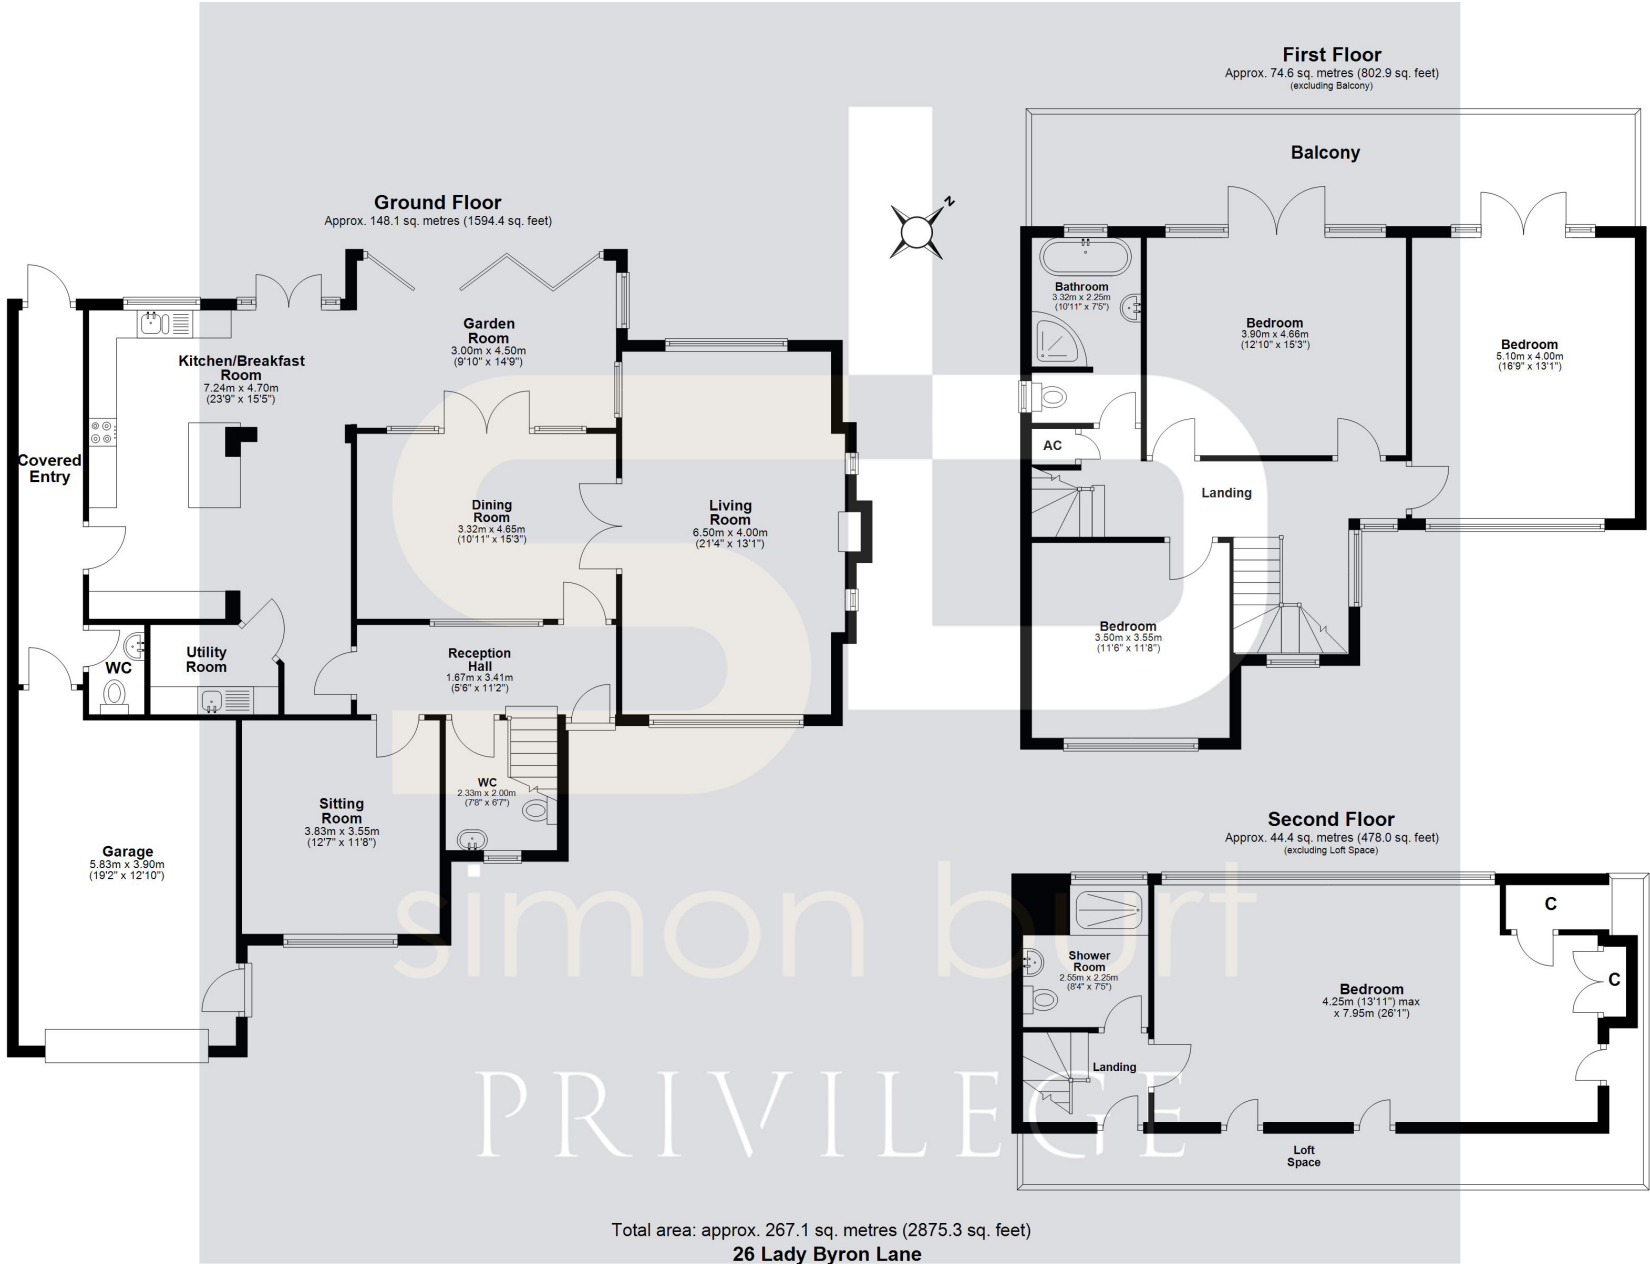 Ground Floor
Approx. 148.1 sq. metres (1594.4 sq. feet)
Garden
Room
3.00m x 4.50m
(9'10" x 14'9")
Kitchen/Breakfast
Room
7.24m x 4.70m
(23'9" x 15'5")
Covered
Entry
Dining
Room
3.32m x 4.65m
(10'11" x 15'3")
Living
Room
6.50m x 4.00m
(21'4" x 13'1")
Utility
Room
WC
Reception
Hall
1.67m x 3.41m
(5'6" x 11'2")
WC
2.33m x 2.00m
(7'8" x 6'7")
Sitting
Room
3.83m x 3.55m
(12'7" x 11'8")
Garage
5.83m x 3.90m
(19'2" x 12'10")
N
First Floor
Approx. 74.6 sq. metres (802.9 sq. feet)
(excluding Balcony)
Balcony
Bathroom
3.32m x 2.25m
(10'11" x 7'5")
Bedroom
3.90m x 4.66m
(12'10" x 15'3")
Bedroom
5.10m x 4.00m
(16'9" x 13'1")
AC
Landing
Bedroom
3.50m x 3.55m
(11'6" x 11'8")
Second Floor
Approx. 44.4 sq. metres (478.0 sq. feet)
(excluding Loft Space)
C
C
Shower
Room
2.55m x 2.25m
(8'4" x 7'5")
Bedroom
4.25m (13'11") max
x 7.95m (26'1")
Landing
Loft
Space
simon burt
PRIVILEGE
Total area: approx. 267.1 sq. metres (2875.3 sq. feet)
26 Lady Byron Lane